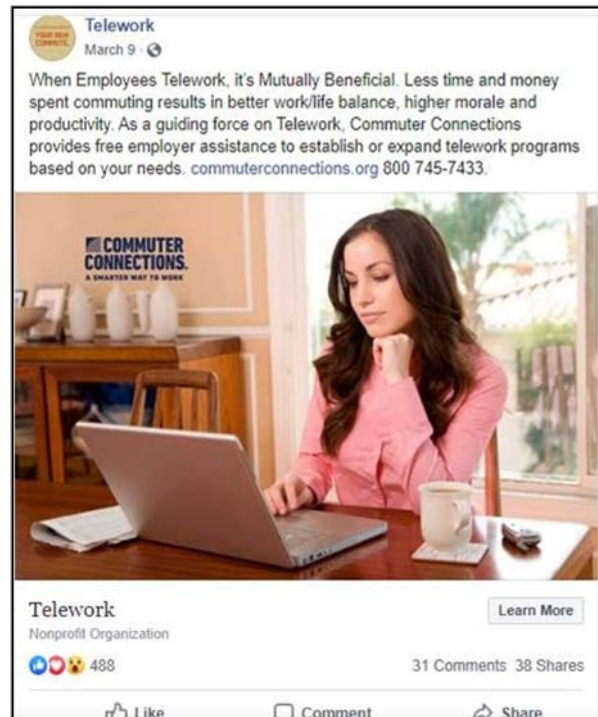 YOUR NEW
COMMUTE.
Telework
March 9 ·
When Employees Telework, it's Mutually Beneficial. Less time and money
spent commuting results in better work/life balance, higher morale and
productivity. As a guiding force on Telework, Commuter Connections
provides free employer assistance to establish or expand telework programs
based on your needs. commuterconnections.org 800 745-7433.
COMMUTER
CONNECTIONS.
A SMARTER WAY TO WORK
Telework
Learn More
Nonprofit Organization
488
31 Comments 38 Shares
Like
Comment
Share